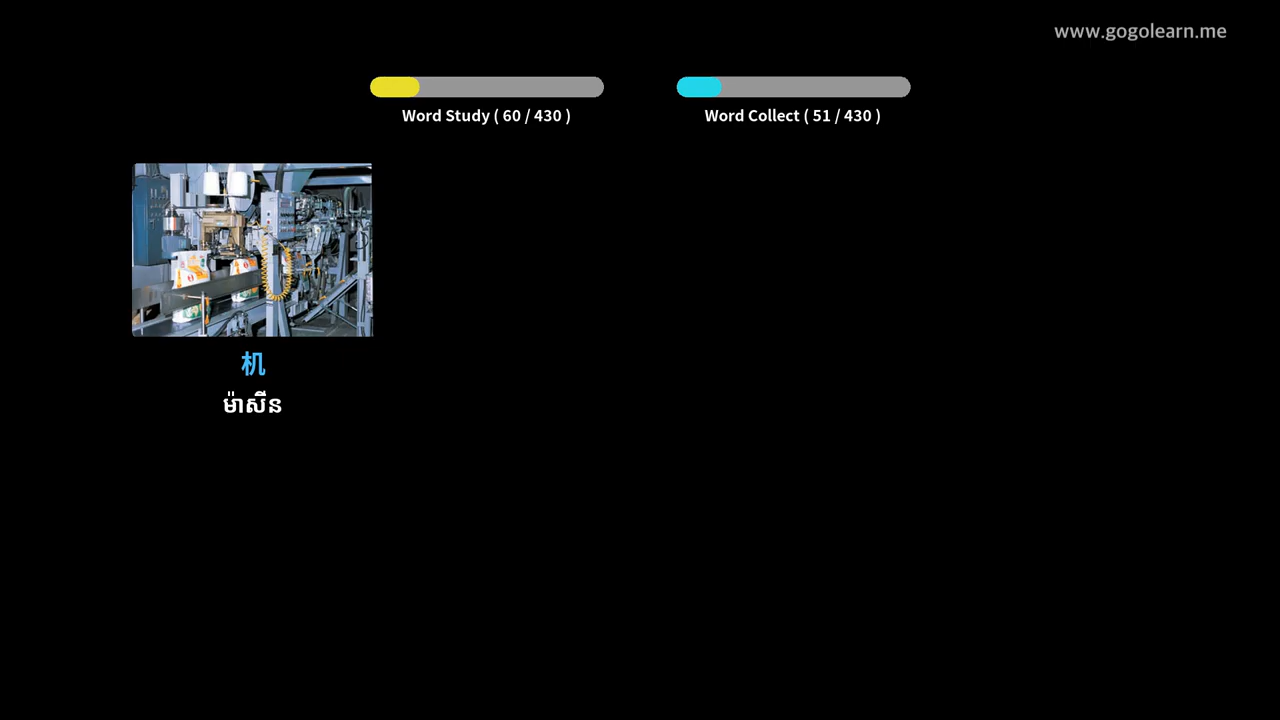 www.gogolearn.me
Word Study ( 60 / 430 )
Word Collect ( 51 / 430 )
机
ម៉ាស៊ីន